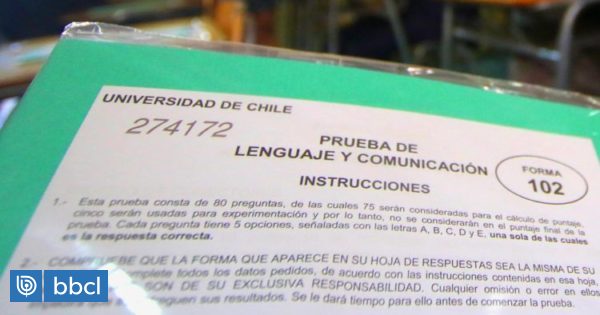 UNIVERSIDAD DE CHILE
274172
PRUEBA DE
LENGUAJE Y COMUNICACIÓN
FORMA
102
INSTRUCCIONES
1.- Esta prueba consta de 80 preguntas, de las cuales 75 serán consideradas para el cálculo de puntaje,
cinco serán usadas para experimentación y por lo tanto, no se considerarán en el puntaje final de la
prueba. Cada pregunta tiene 5 opciones, señaladas con las letras A, B, C, D y E, una sola de las cuales
es la respuesta correcta.
2.- COMPRUEBE QUE LA FORMA QUE APARECE EN SU HOJA DE RESPUESTAS SEA LA MISMA DE SU
complete todos los datos pedidos, de acuerdo con las instrucciones contenidas en esa hoja,
SON DE SU EXCLUSIVA RESPONSABILIDAD. Cualquier omisión o error en ellos
entreguen sus resultados. Se le dará tiempo para ello antes de comenzar la prueba.
bbcl